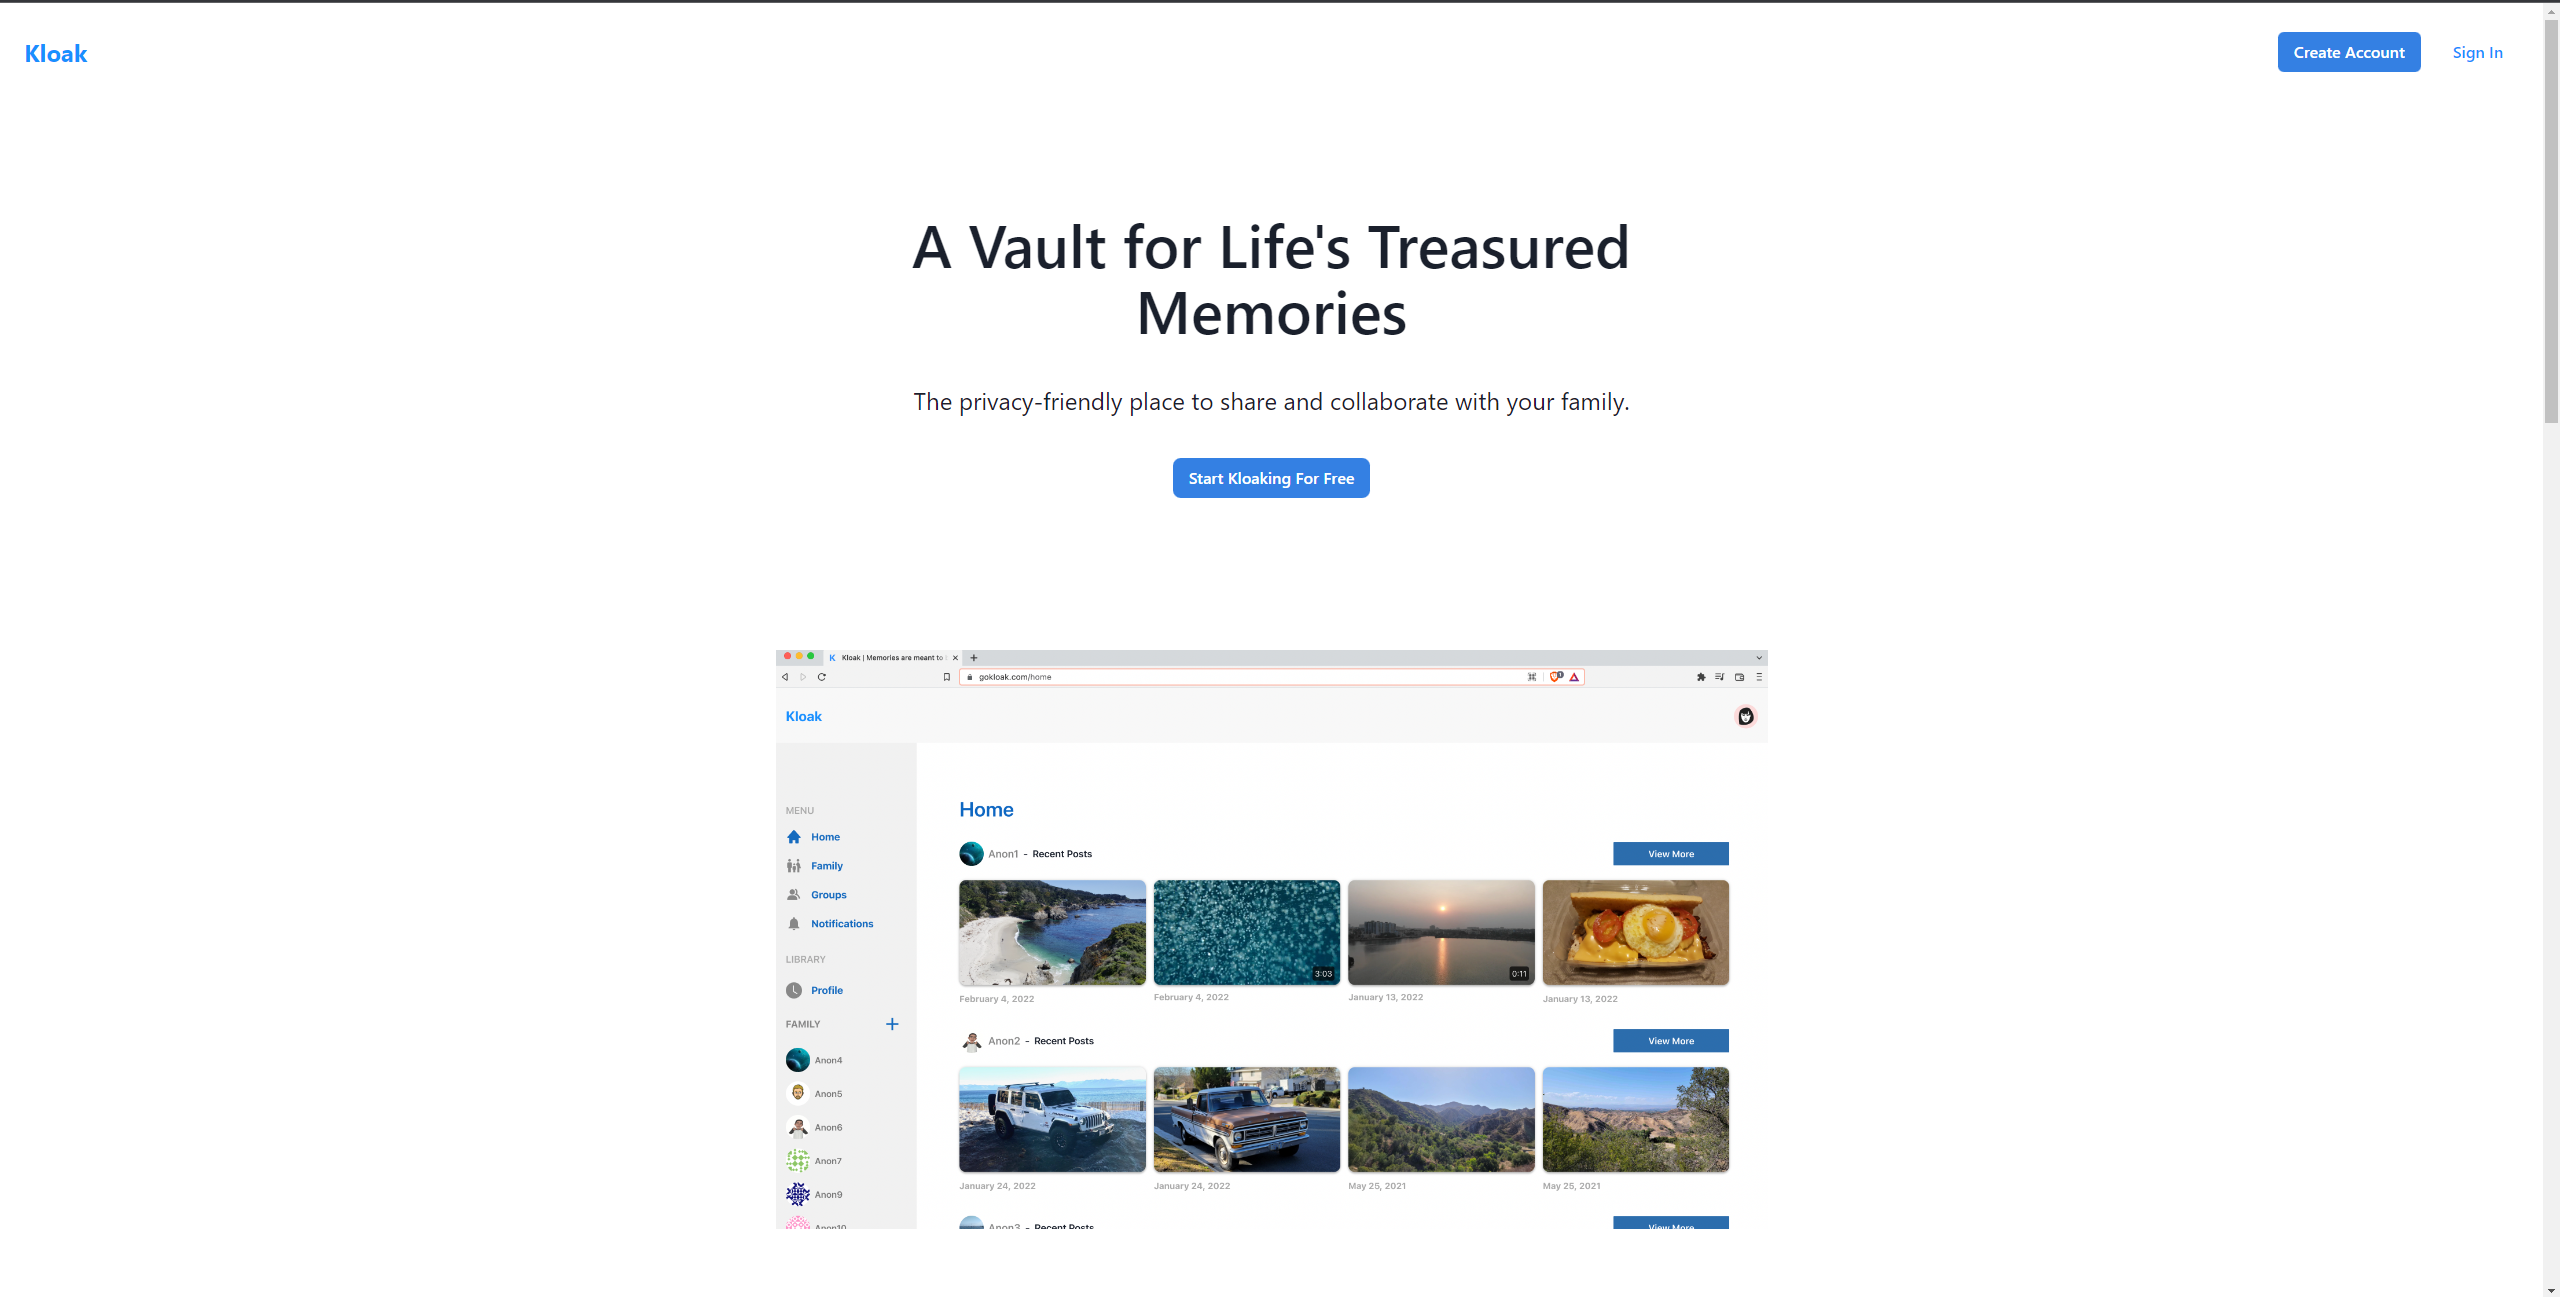 Kloak
Create Account
Sign In
A Vault for Life's Treasured
Memories
The privacy-friendly place to share and collaborate with your family.
Start Kloaking For Free
Kloak | Memories are meant to
gokloak.com/home
Kloak
MENU
Home
Family
Groups
Notifications
LIBRARY
Profile
FAMILY
Anon4
Anon5
Anon6
Anon7
Anon9
Anon10
Home
Anon1 - Recent Posts
View More
3:03
0:11
February 4, 2022
February 4, 2022
January 13, 2022
January 13, 2022
Anon2 - Recent Posts
View More
January 24, 2022
January 24, 2022
May 25, 2021
May 25, 2021
Anon3 - Recent Posts
View More